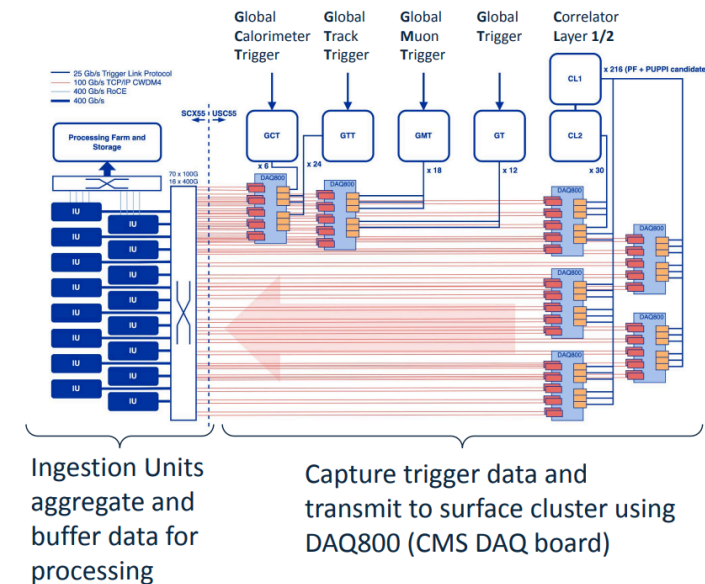 Global
Calorimeter
Trigger
Global
Track
Trigger
Global
Muon
Trigger
Global
Trigger
Correlator
Layer 1/2
25 Gb/s Trigger Link Protocol
100 Gb/s TCP/IP CWDM4
400 Gb/s RoCE
400 Gb/s
SCX55
USC55
Processing Farm and
Storage
70 x 100G
16 x 400G
GCT
GTT
GMT
GT
CL1
CL2
x 216 (PF + PUPPI candidate
x 6
x 24
x 18
x 12
x 30
DAQ800
DAQ800
DAQ800
DAQ800
DAQ800
DAQ800
DAQ800
IU
IU
IU
IU
IU
IU
IU
IU
IU
IU
IU
IU
IU
IU
Ingestion Units
aggregate and
buffer data for
processing
Capture trigger data and
transmit to surface cluster using
DAQ800 (CMS DAQ board)